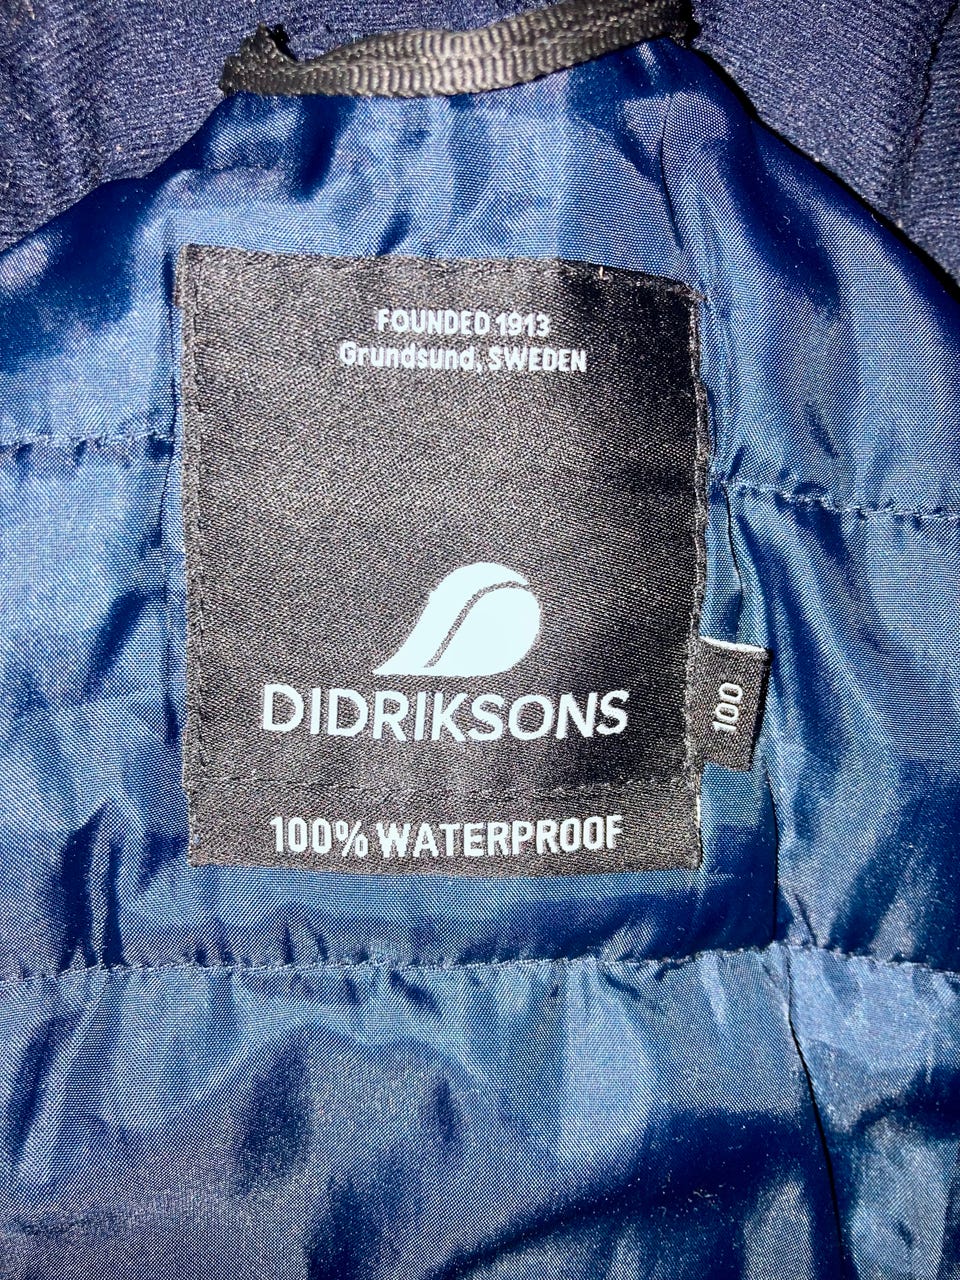 FOUNDED 1913
Grundsund, SWEDEN
DIDRIKSONS
100
100% WATERPROOF